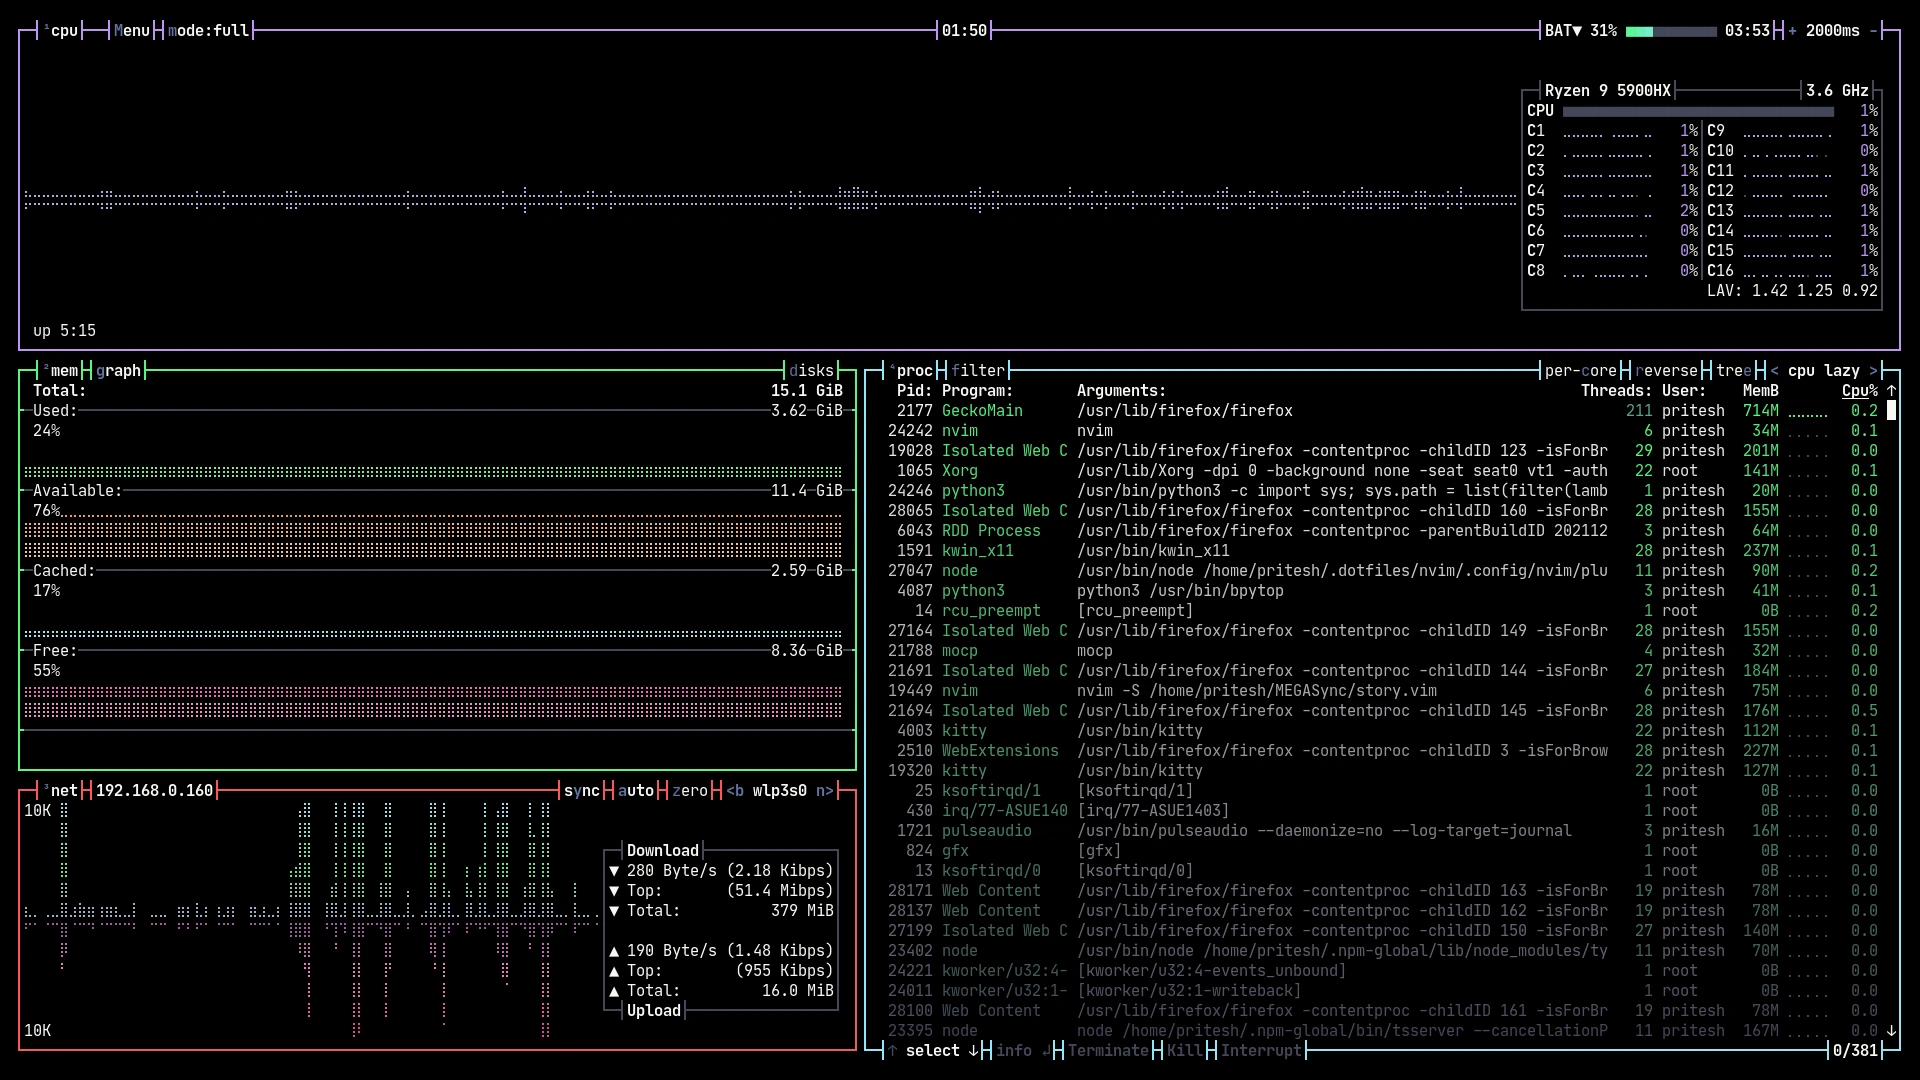 ¹cpu Menu mode:full 01:50 BAT▼ 31% 03:53 + 2000ms -
Ryzen 9 5900HX 3.6 GHz
CPU 1%
C1 1% C9 1%
C2 1% C10 0%
C3 1% C11 1%
C4 1% C12 0%
C5 2% C13 1%
C6 0% C14 1%
C7 0% C15 1%
C8 0% C16 1%
LAV: 1.42 1.25 0.92
up 5:15
²mem graph disks
Total: 15.1 GiB
Used: 3.62 GiB
24%
Available: 11.4 GiB
76%
Cached: 2.59 GiB
17%
Free: 8.36 GiB
55%
³net 192.168.0.160 sync auto zero <b wlp3s0 n>
10K
Download
▼ 280 Byte/s (2.18 Kibps)
▼ Top: (51.4 Mibps)
▼ Total: 379 MiB
▲ 190 Byte/s (1.48 Kibps)
▲ Top: (955 Kibps)
▲ Total: 16.0 MiB
Upload
10K
⁴proc filter per-core reverse tree < cpu lazy >
Pid: Program: Arguments: Threads: User: MemB Cpu% ↑
2177 GeckoMain /usr/lib/firefox/firefox 211 pritesh 714M 0.2
24242 nvim nvim 6 pritesh 34M 0.1
19028 Isolated Web C /usr/lib/firefox/firefox -contentproc -childID 123 -isForBr 29 pritesh 201M 0.0
1065 Xorg /usr/lib/Xorg -dpi 0 -background none -seat seat0 vt1 -auth 22 root 141M 0.1
24246 python3 /usr/bin/python3 -c import sys; sys.path = list(filter(lamb 1 pritesh 20M 0.0
28065 Isolated Web C /usr/lib/firefox/firefox -contentproc -childID 160 -isForBr 28 pritesh 155M 0.0
6043 RDD Process /usr/lib/firefox/firefox -contentproc -parentBuildID 202112 3 pritesh 64M 0.0
1591 kwin_x11 /usr/bin/kwin_x11 28 pritesh 237M 0.1
27047 node /usr/bin/node /home/pritesh/.dotfiles/nvim/.config/nvim/plu 11 pritesh 90M 0.2
4087 python3 python3 /usr/bin/bpytop 3 pritesh 41M 0.1
14 rcu_preempt [rcu_preempt] 1 root 0B 0.2
27164 Isolated Web C /usr/lib/firefox/firefox -contentproc -childID 149 -isForBr 28 pritesh 155M 0.0
21788 mocp mocp 4 pritesh 32M 0.0
21691 Isolated Web C /usr/lib/firefox/firefox -contentproc -childID 144 -isForBr 27 pritesh 184M 0.0
19449 nvim nvim -S /home/pritesh/MEGASync/story.vim 6 pritesh 75M 0.0
21694 Isolated Web C /usr/lib/firefox/firefox -contentproc -childID 145 -isForBr 28 pritesh 176M 0.5
4003 kitty /usr/bin/kitty 22 pritesh 112M 0.1
2510 WebExtensions /usr/lib/firefox/firefox -contentproc -childID 3 -isForBrow 28 pritesh 227M 0.1
19320 kitty /usr/bin/kitty 22 pritesh 127M 0.1
25 ksoftirqd/1 [ksoftirqd/1] 1 root 0B 0.0
430 irq/77-ASUE140 [irq/77-ASUE1403] 1 root 0B 0.0
1721 pulseaudio /usr/bin/pulseaudio --daemonize=no --log-target=journal 3 pritesh 16M 0.0
824 gfx [gfx] 1 root 0B 0.0
13 ksoftirqd/0 [ksoftirqd/0] 1 root 0B 0.0
28171 Web Content /usr/lib/firefox/firefox -contentproc -childID 163 -isForBr 19 pritesh 78M 0.0
28137 Web Content /usr/lib/firefox/firefox -contentproc -childID 162 -isForBr 19 pritesh 78M 0.0
27199 Isolated Web C /usr/lib/firefox/firefox -contentproc -childID 150 -isForBr 27 pritesh 140M 0.0
23402 node /usr/bin/node /home/pritesh/.npm-global/lib/node_modules/ty 11 pritesh 70M 0.0
24221 kworker/u32:4- [kworker/u32:4-events_unbound] 1 root 0B 0.0
24011 kworker/u32:1- [kworker/u32:1-writeback] 1 root 0B 0.0
28100 Web Content /usr/lib/firefox/firefox -contentproc -childID 161 -isForBr 19 pritesh 78M 0.0
23395 node node /home/pritesh/.npm-global/bin/tsserver --cancellationP 11 pritesh 167M 0.0 ↓
↑ select ↓ info ↲ Terminate Kill Interrupt 0/381